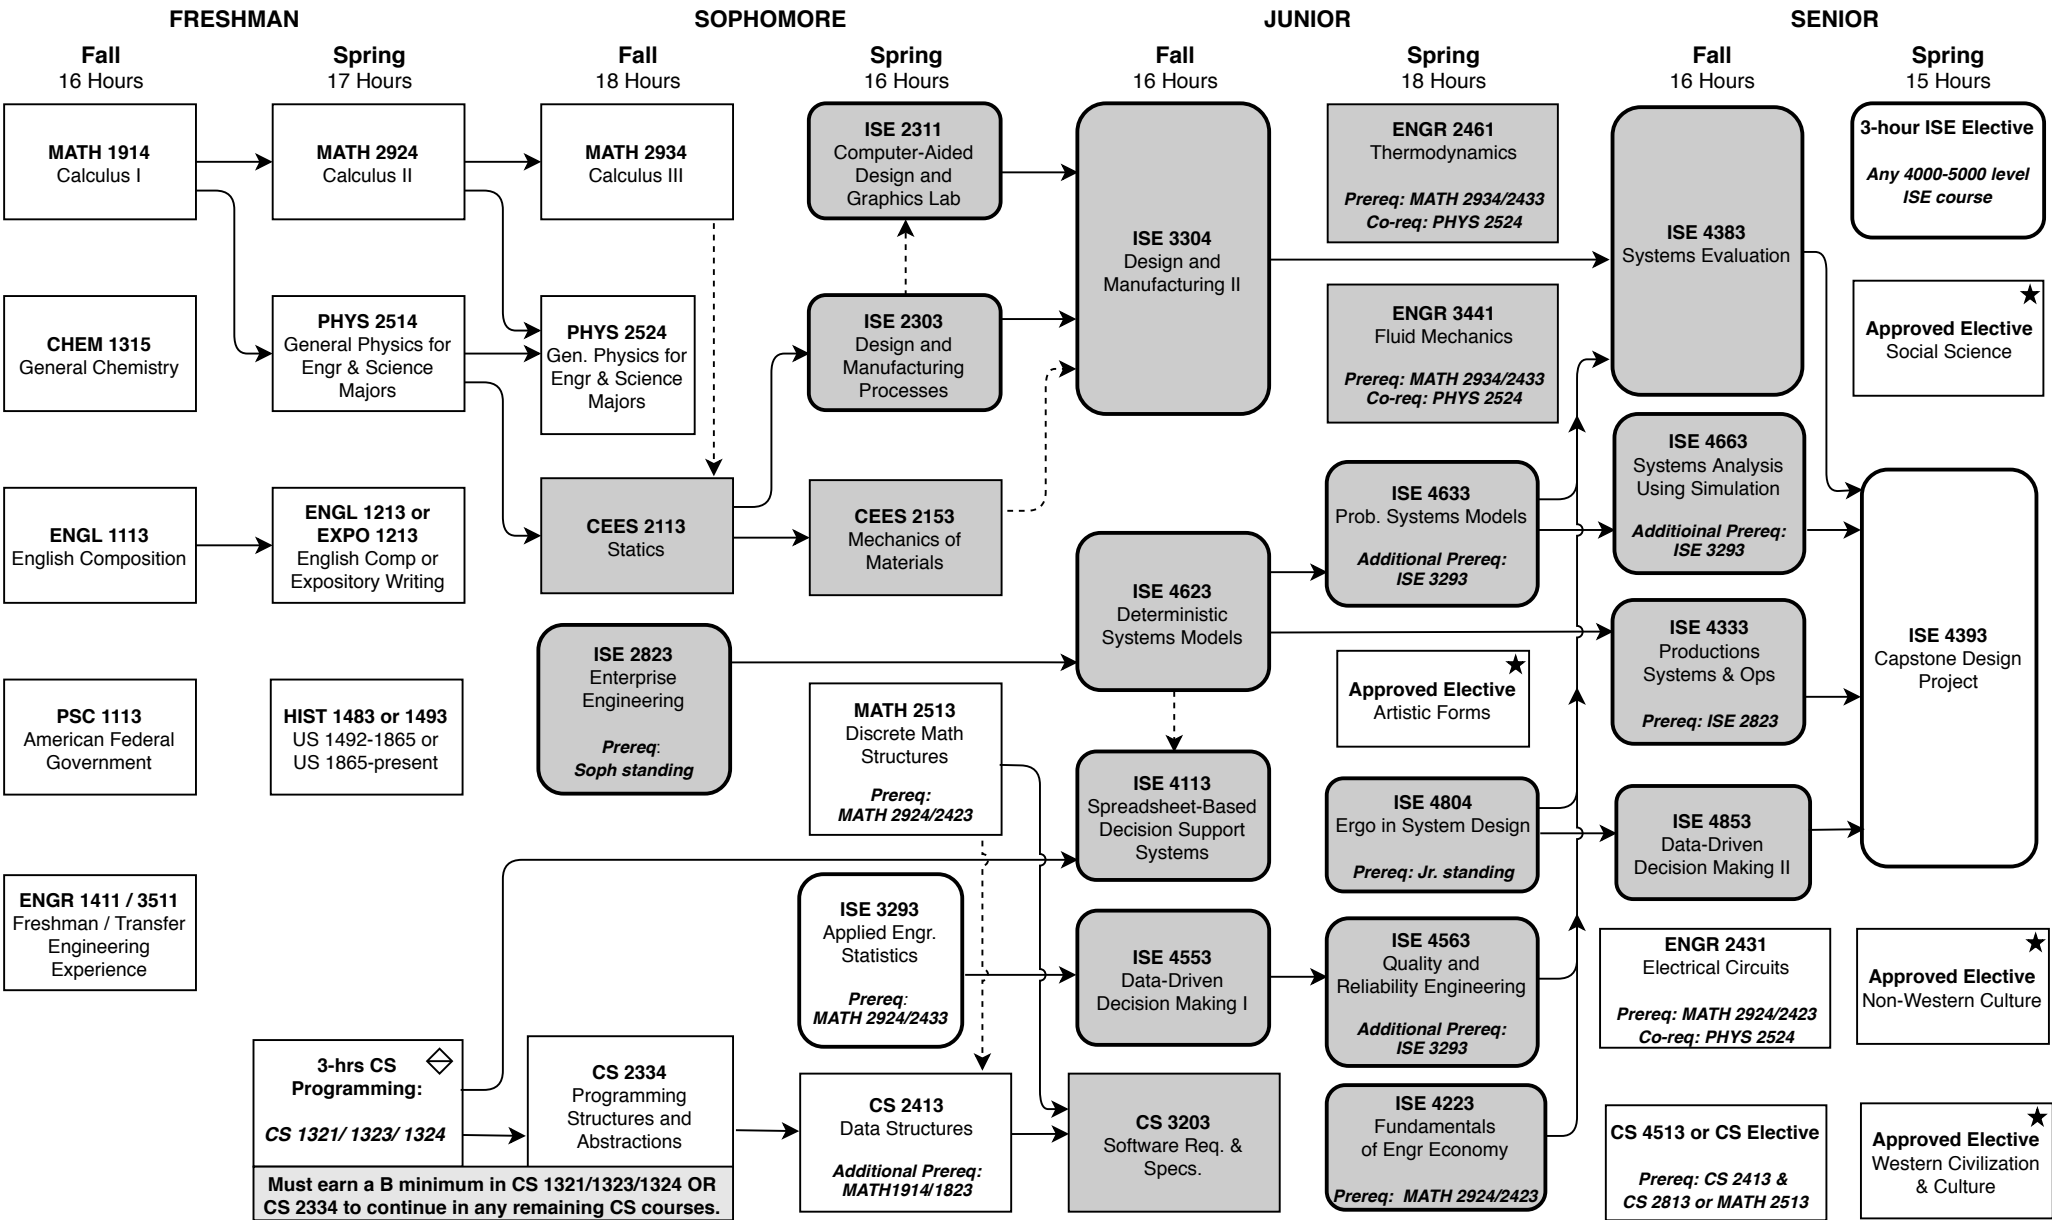 FRESHMAN
SOPHOMORE
JUNIOR
SENIOR
Fall
16 Hours
Spring
17 Hours
Fall
18 Hours
Spring
16 Hours
Fall
16 Hours
Spring
18 Hours
Fall
16 Hours
Spring
15 Hours
MATH 1914
Calculus I
CHEM 1315
General Chemistry
ENGL 1113
English Composition
PSC 1113
American Federal
Government
ENGR 1411 / 3511
Freshman / Transfer
Engineering
Experience
MATH 2924
Calculus II
PHYS 2514
General Physics for
Engr & Science
Majors
ENGL 1213 or
EXPO 1213
English Comp or
Expository Writing
HIST 1483 or 1493
US 1492-1865 or
US 1865-present
3-hrs CS
Programming:
CS 1321/ 1323/ 1324
MATH 2934
Calculus III
PHYS 2524
Gen. Physics for
Engr & Science
Majors
CEES 2113
Statics
ISE 2823
Enterprise
Engineering
Prereq:
Soph standing
CS 2334
Programming
Structures and
Abstractions
Must earn a B minimum in CS 1321/1323/1324 OR
CS 2334 to continue in any remaining CS courses.
ISE 2311
Computer-Aided
Design and
Graphics Lab
ISE 2303
Design and
Manufacturing
Processes
CEES 2153
Mechanics of
Materials
MATH 2513
Discrete Math
Structures
Prereq:
MATH 2924/2423
ISE 3293
Applied Engr.
Statistics
Prereq:
MATH 2924/2433
CS 2413
Data Structures
Additional Prereq:
MATH1914/1823
ISE 3304
Design and
Manufacturing II
ISE 4623
Deterministic
Systems Models
ISE 4113
Spreadsheet-Based
Decision Support
Systems
ISE 4553
Data-Driven
Decision Making I
CS 3203
Software Req. &
Specs.
ENGR 2461
Thermodynamics
Prereq: MATH 2934/2433
Co-req: PHYS 2524
ENGR 3441
Fluid Mechanics
Prereq: MATH 2934/2433
Co-req: PHYS 2524
ISE 4633
Prob. Systems Models
Additional Prereq:
ISE 3293
Approved Elective
Artistic Forms
ISE 4804
Ergo in System Design
Prereq: Jr. standing
ISE 4563
Quality and
Reliability Engineering
Additional Prereq:
ISE 3293
ISE 4223
Fundamentals
of Engr Economy
Prereq: MATH 2924/2423
ISE 4383
Systems Evaluation
ISE 4663
Systems Analysis
Using Simulation
Additioinal Prereq:
ISE 3293
ISE 4333
Productions
Systems & Ops
Prereq: ISE 2823
ISE 4853
Data-Driven
Decision Making II
ENGR 2431
Electrical Circuits
Prereq: MATH 2924/2423
Co-req: PHYS 2524
CS 4513 or CS Elective
Prereq: CS 2413 &
CS 2813 or MATH 2513
3-hour ISE Elective
Any 4000-5000 level
ISE course
Approved Elective
Social Science
ISE 4393
Capstone Design
Project
Approved Elective
Non-Western Culture
Approved Elective
Western Civilization
& Culture